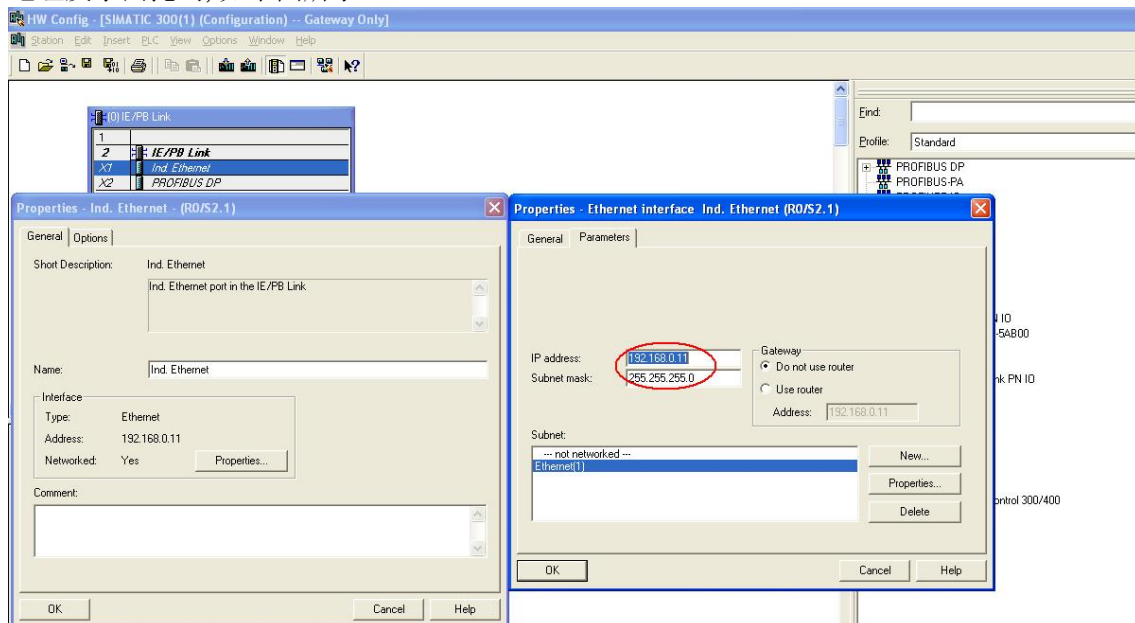 HW Config - [SIMATIC 300(1) (Configuration) -- Gateway Only]
Station Edit Insert PLC View Options Window Help
(0) IE/PB Link
1
2 IE/PB Link
X1 Ind. Ethernet
X2 PROFIBUS DP
Find:
Profile: Standard
PROFIBUS DP
PROFIBUS-PA
Properties - Ind. Ethernet - (R0/S2.1)
General Options
Short Description: Ind. Ethernet
Ind. Ethernet port in the IE/PB Link
Name: Ind. Ethernet
Interface
Type: Ethernet
Address: 192.168.0.11
Networked: Yes Properties...
Comment:
OK Cancel Help
Properties - Ethernet interface Ind. Ethernet (R0/S2.1)
General Parameters
IP address: 192.168.0.11
Subnet mask: 255.255.255.0
Gateway
Do not use router
Use router
Address: 192.168.0.11
Subnet:
--- not networked ---
Ethernet(1)
New...
Properties...
Delete
OK Cancel Help
IO
-5AB00
nk PN IO
ontrol 300/400